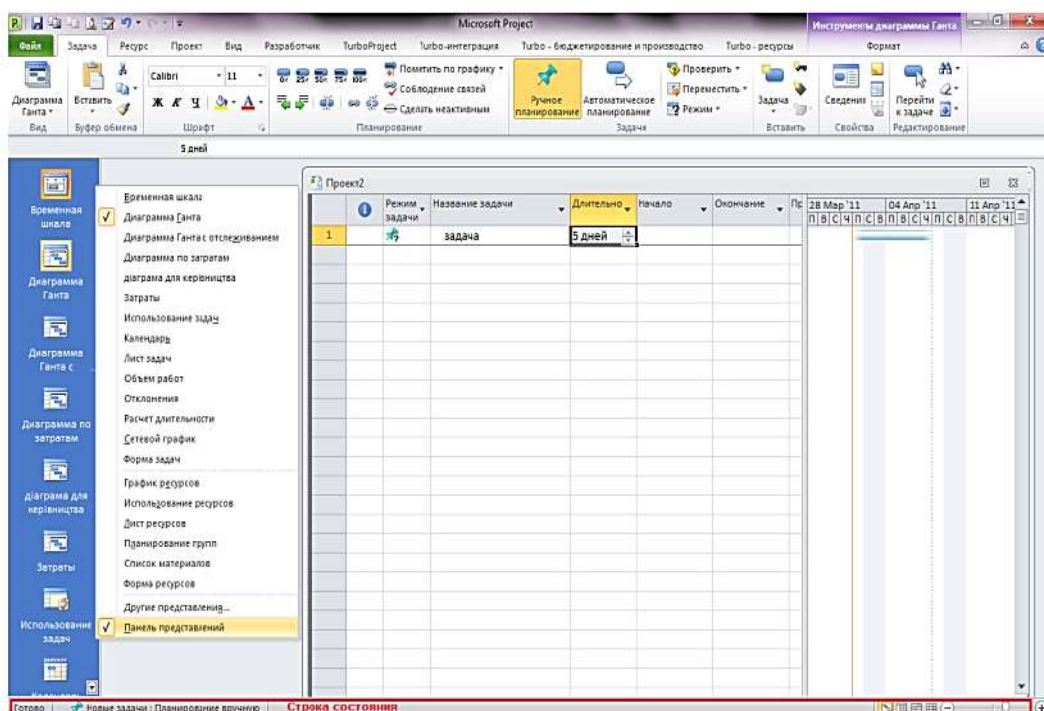 Microsoft Project
Инструменты диаграммы Ганта
Файл Задача Ресурс Проект Вид Разработчик TurboProject Turbo-интеграция Turbo - бюджетирование и производство Turbo - ресурсы Формат
Диаграмма Ганта
Вид
Вставить
Буфер обмена
Calibri 11
Ж К Ч
Шрифт
0% 25% 50% 75% 100%
Пометить по графику
Соблюдение связей
Сделать неактивным
Планирование
Ручное планирование
Автоматическое планирование
Проверить
Переместить
Режим
Задачи
Задача
Вставить
Сведения
Свойства
Перейти к задаче
Редактирование
5 дней
Временная шкала
Диаграмма Ганта
Диаграмма Ганта с
Диаграмма по затратам
діаграма для керівництва
Затраты
Использование задач
Временная шкала
Диаграмма Ганта
Диаграмма Ганта с отслеживанием
Диаграмма по затратам
діаграма для керівництва
Затраты
Использование задач
Календарь
Лист задач
Объем работ
Отклонения
Расчет длительности
Сетевой график
Форма задач
График ресурсов
Использование ресурсов
Лист ресурсов
Планирование групп
Список материалов
Форма ресурсов
Другие представления...
Панель представлений
Проект2
Режим задачи Название задачи Длительно Начало Окончание Пр
28 Мар '11 04 Апр '11 11 Апр '11
П В С Ч П С В П В С Ч П С В П В С Ч
1 задача 5 дней
Готово Новые задачи : Планирование вручную Строка состояния